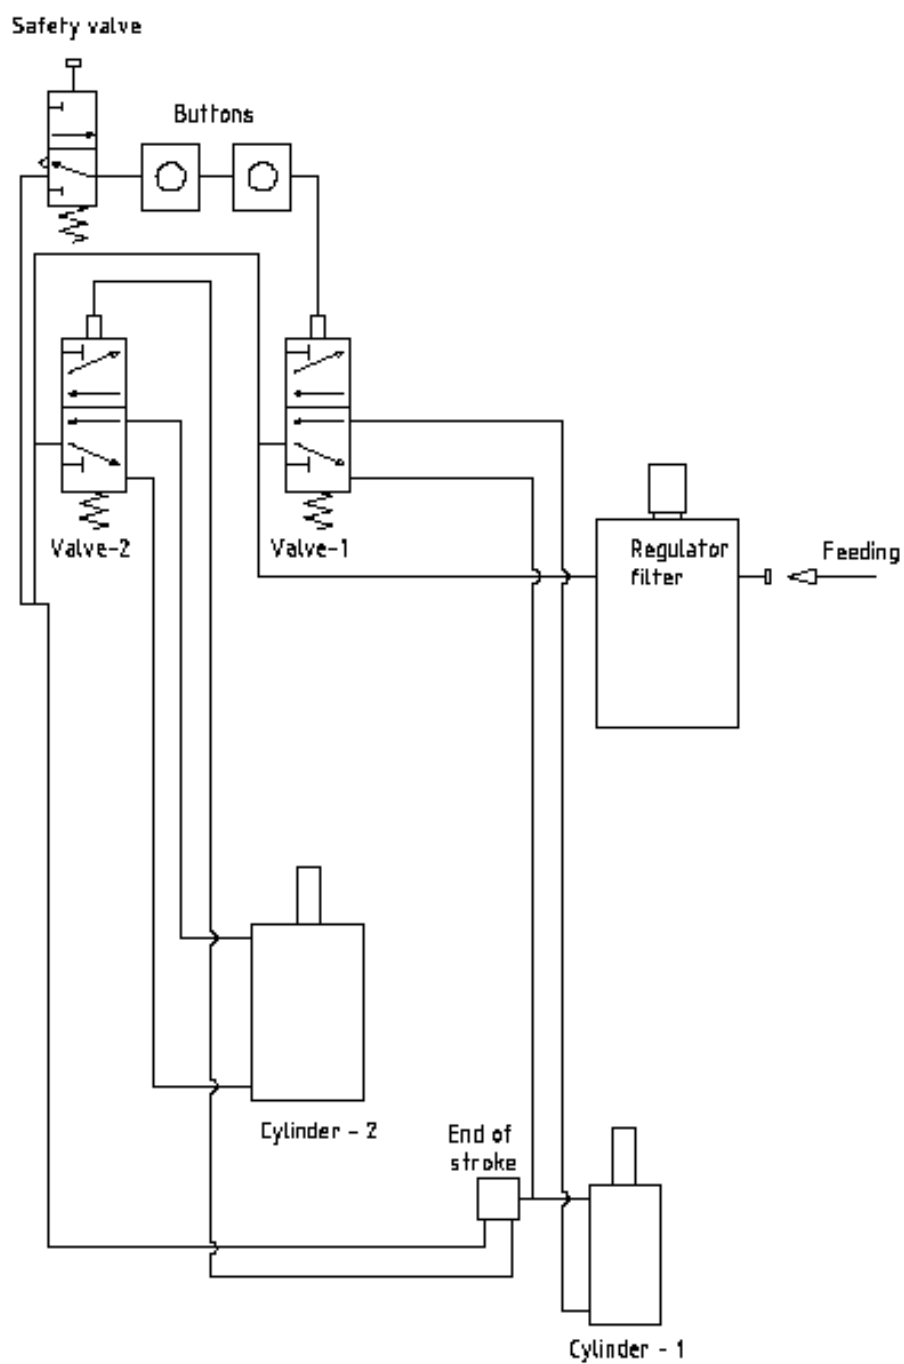 Safety valve
Buttons
Valve-2
Valve-1
Regulator
filter
Feeding
Cylinder - 2
End of
stroke
Cylinder - 1